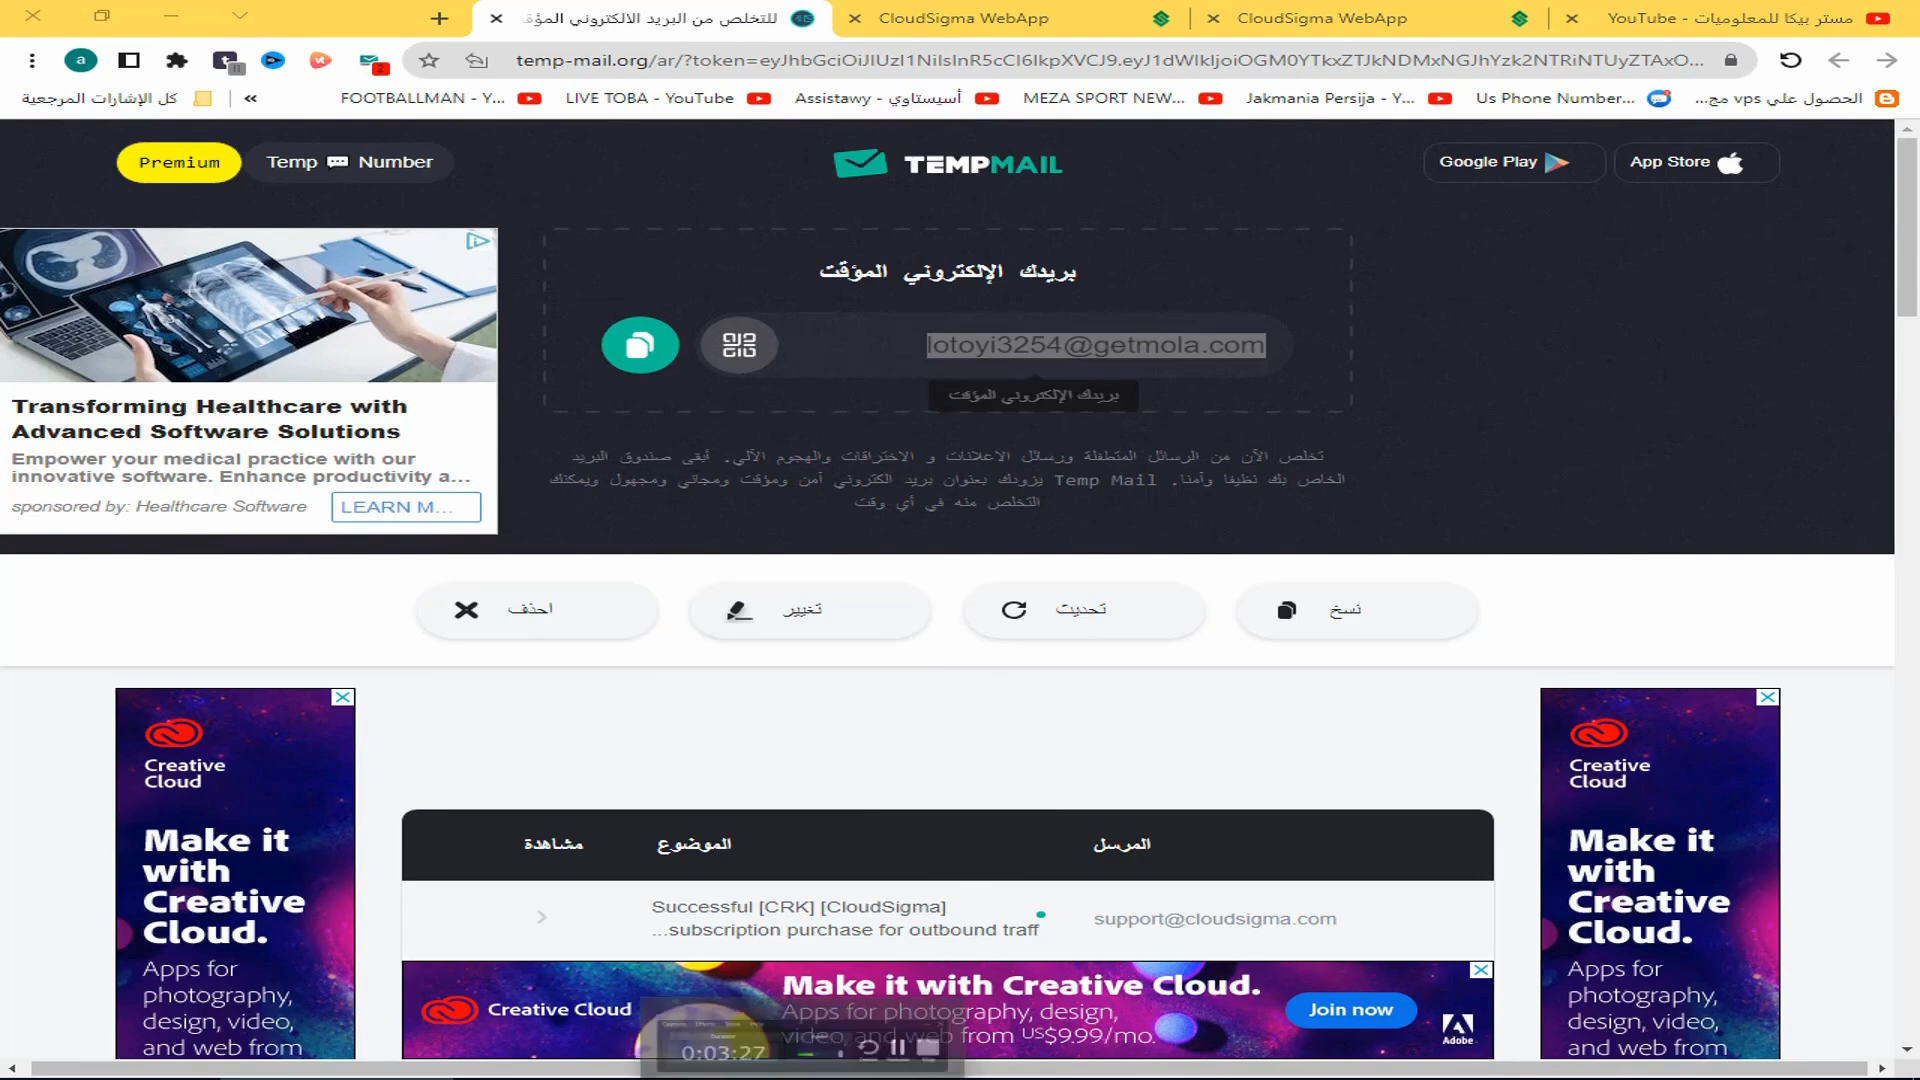 للتخلص من البريد الالكتروني المؤق
CloudSigma WebApp
CloudSigma WebApp
مستر بيكا للمعلوميات - YouTube
a
11
2
temp-mail.org/ar/?token=eyJhbGciOiJIUzI1NiIsInR5cCI6IkpXVCJ9.eyJ1dWlkIjoiOGM0YTkxZTJkNDMxNGJhYzk2NTRiNTUyZTAxO...
كل الإشارات المرجعية
FOOTBALLMAN - Y...
LIVE TOBA - YouTube
أسيستاوي - Assistawy
MEZA SPORT NEW...
Jakmania Persija - Y...
Us Phone Number...
الحصول علي vps مج...
Premium
Temp Number
TEMPMAIL
Google Play
App Store
بريدك الإلكتروني المؤقت
lotoyi3254@getmola.com
بريدك الإلكتروني المؤقت
تخلص الآن من الرسائل المتطفلة ورسائل الاعلانات و الاختراقات والهجوم الآلي. أبقى صندوق البريد
الخاص بك نظيفا وآمنا. Temp Mail يزودك بعنوان بريد الكتروني آمن ومؤقت ومجاني ومجهول ويمكنك
التخلص منه في أي وقت
Transforming Healthcare with
Advanced Software Solutions
Empower your medical practice with our
innovative software. Enhance productivity a...
sponsored by: Healthcare Software
LEARN M...
احذف
تغيير
تحديث
نسخ
Creative
Cloud
Make it
with
Creative
Cloud.
Apps for
photography,
design, video,
and web from
مشاهدة
الموضوع
المرسل
Successful [CRK] [CloudSigma]
...subscription purchase for outbound traff
support@cloudsigma.com
Creative Cloud
Make it with Creative Cloud.
Apps for photography, design,
video, and web from US$9.99/mo.
Join now
Adobe
0:03:27
Creative
Cloud
Make it
with
Creative
Cloud.
Apps for
photography,
design, video,
and web from